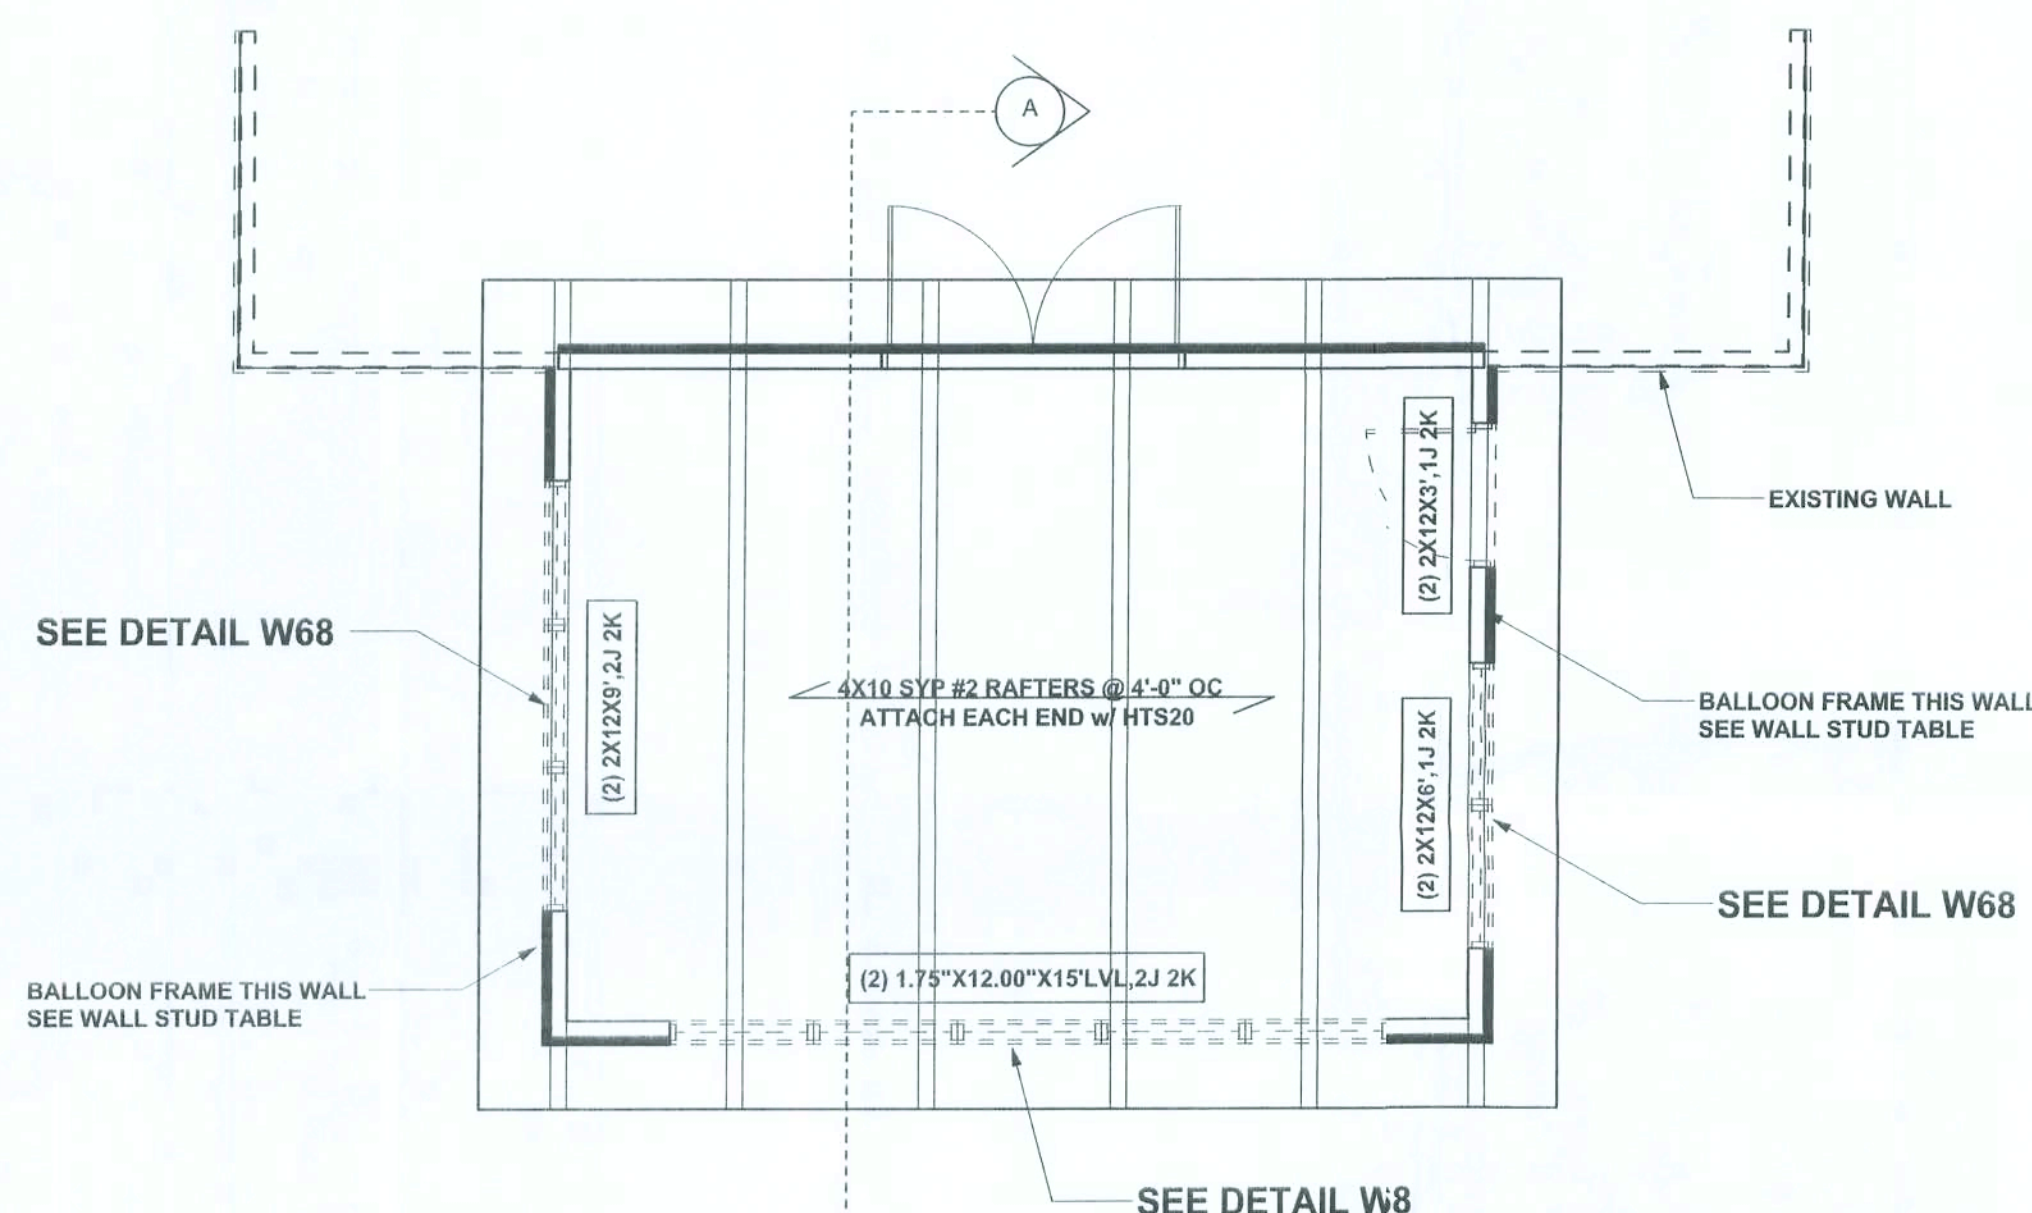 A
(2) 2X12X3',1J 2K
EXISTING WALL
SEE DETAIL W68
(2) 2X12X9',2J 2K
4X10 SYP #2 RAFTERS @ 4'-0" OC
ATTACH EACH END w/ HTS20
BALLOON FRAME THIS WALL
SEE WALL STUD TABLE
(2) 2X12X6',1J 2K
SEE DETAIL W68
BALLOON FRAME THIS WALL
SEE WALL STUD TABLE
(2) 1.75"X12.00"X15'LVL,2J 2K
SEE DETAIL W8